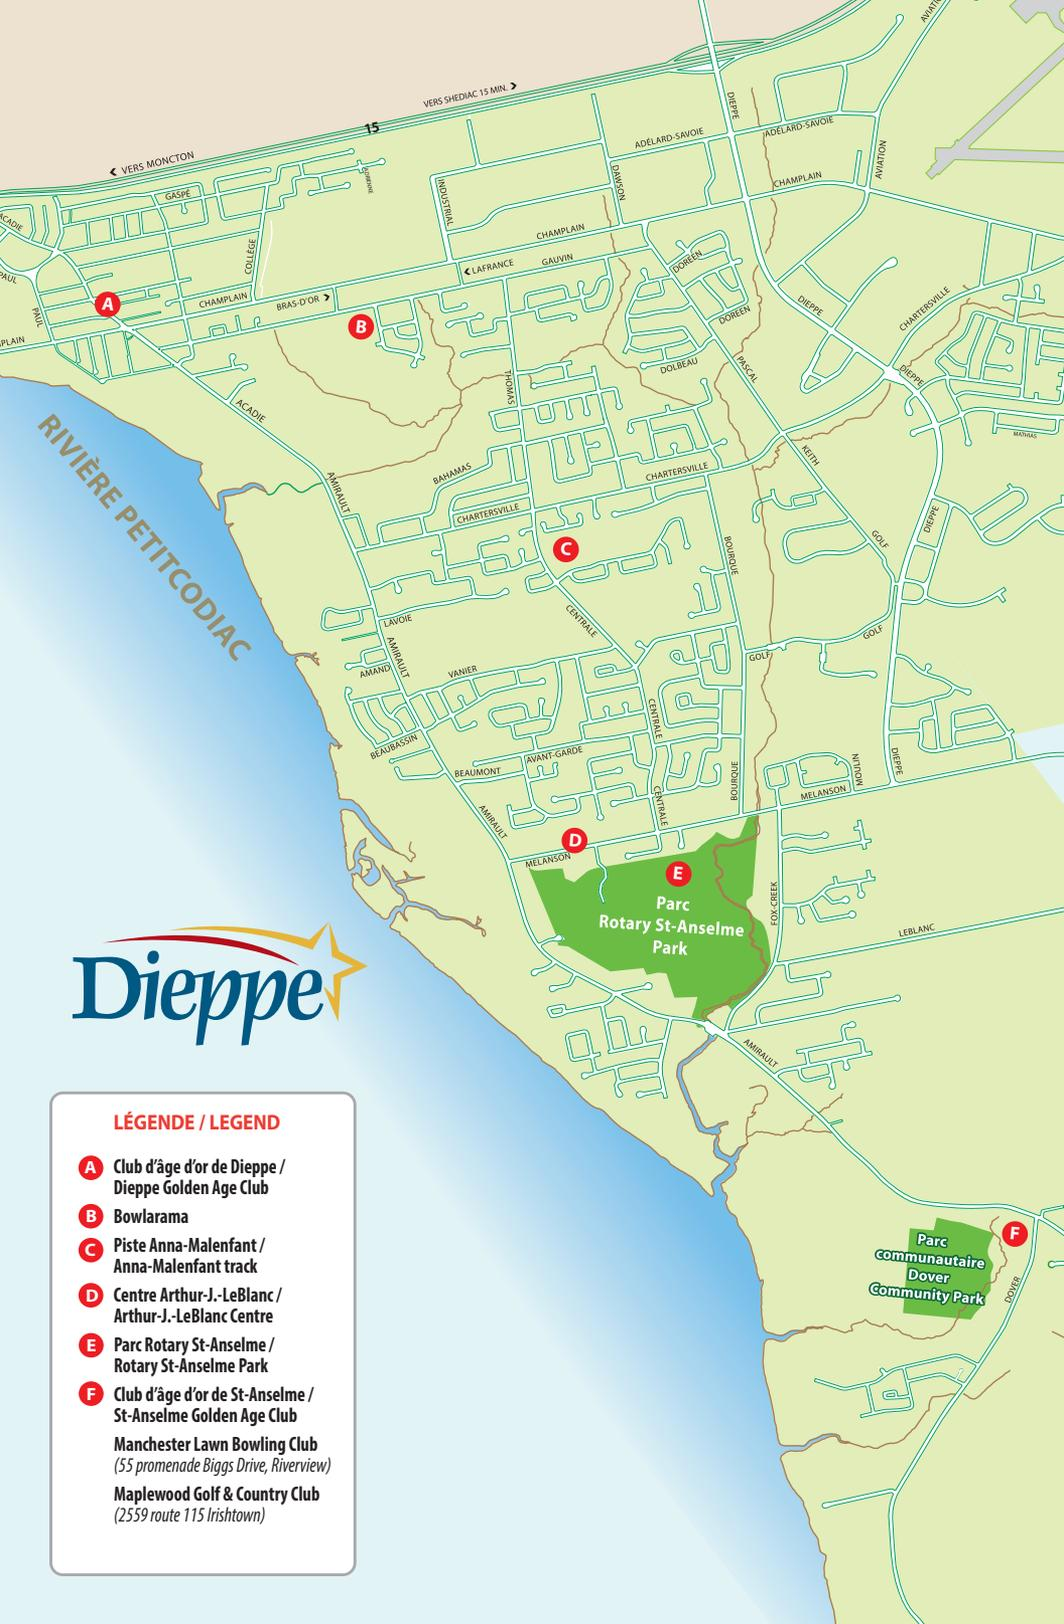 VERS SHEDIAC 15 MIN.
15
VERS MONCTON
DIEPPE
AVIATION
ADÉLARD-SAVOIE
ADÉLARD-SAVOIE
AVIATION
CHAMPLAIN
DAWSON
INDUSTRIAL
GASPÉ
ACADIE
COLLÈGE
CHAMPLAIN
GAUVIN
LAFRANCE
DOREEN
DOREEN
PAUL
PAUL
A
CHAMPLAIN
BRAS-D'OR
B
DIEPPE
CHARTERSVILLE
DIEPPE
PLAIN
DOLBEAU
PASCAL
THOMAS
ACADIE
MATHIAS
KEITH
BAHAMAS
CHARTERSVILLE
CHARTERSVILLE
AMIRAULT
RIVIÈRE PETITCODIAC
C
BOURQUE
GOLF
DIEPPE
LAVOIE
CENTRALE
GOLF
GOLF
AMIRAULT
AMAND
VANIER
CENTRALE
BEAUBASSIN
AVANT-GARDE
BEAUMONT
BOURQUE
CENTRALE
MOULIN
DIEPPE
MELANSON
AMIRAULT
D
MELANSON
E
Parc
Rotary St-Anselme
Park
FOX-CREEK
LEBLANC
AMIRAULT
Dieppe
F
Parc
communautaire
Dover
Community Park
DOVER
LÉGENDE / LEGEND
A Club d'âge d'or de Dieppe /
Dieppe Golden Age Club
B Bowlarama
C Piste Anna-Malenfant /
Anna-Malenfant track
D Centre Arthur-J.-LeBlanc /
Arthur-J.-LeBlanc Centre
E Parc Rotary St-Anselme /
Rotary St-Anselme Park
F Club d'âge d'or de St-Anselme /
St-Anselme Golden Age Club
Manchester Lawn Bowling Club
(55 promenade Biggs Drive, Riverview)
Maplewood Golf & Country Club
(2559 route 115 Irishtown)